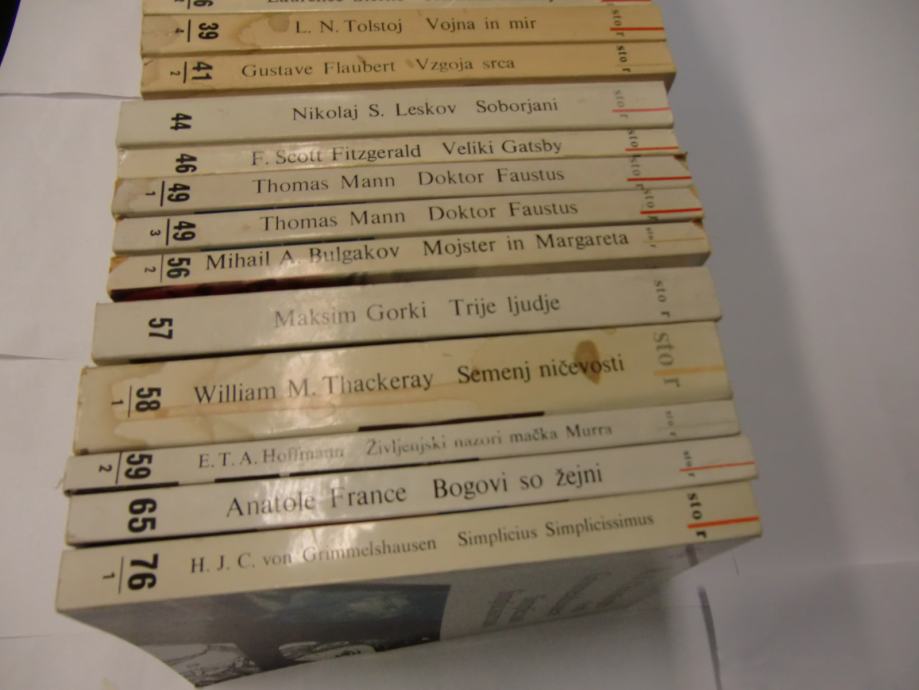 L. N. Tolstoj Vojna in mir sto r
39 4
Gustave Flaubert Vzgoja srca sto r
41 2
Nikolaj S. Leskov Soborjani sto r
44
F. Scott Fitzgerald Veliki Gatsby sto r
46
Thomas Mann Doktor Faustus sto r
49 1
Thomas Mann Doktor Faustus sto r
49 3
Mihail A. Bulgakov Mojster in Margareta sto r
56 2
Maksim Gorki Trije ljudje sto r
57
William M. Thackeray Semenj ničevosti sto r
58 1
E. T. A. Hoffmann Življenjski nazori mačka Murra sto r
59 2
Anatole France Bogovi so žejni sto r
65
H. J. C. von Grimmelshausen Simplicius Simplicissimus sto r
76 1